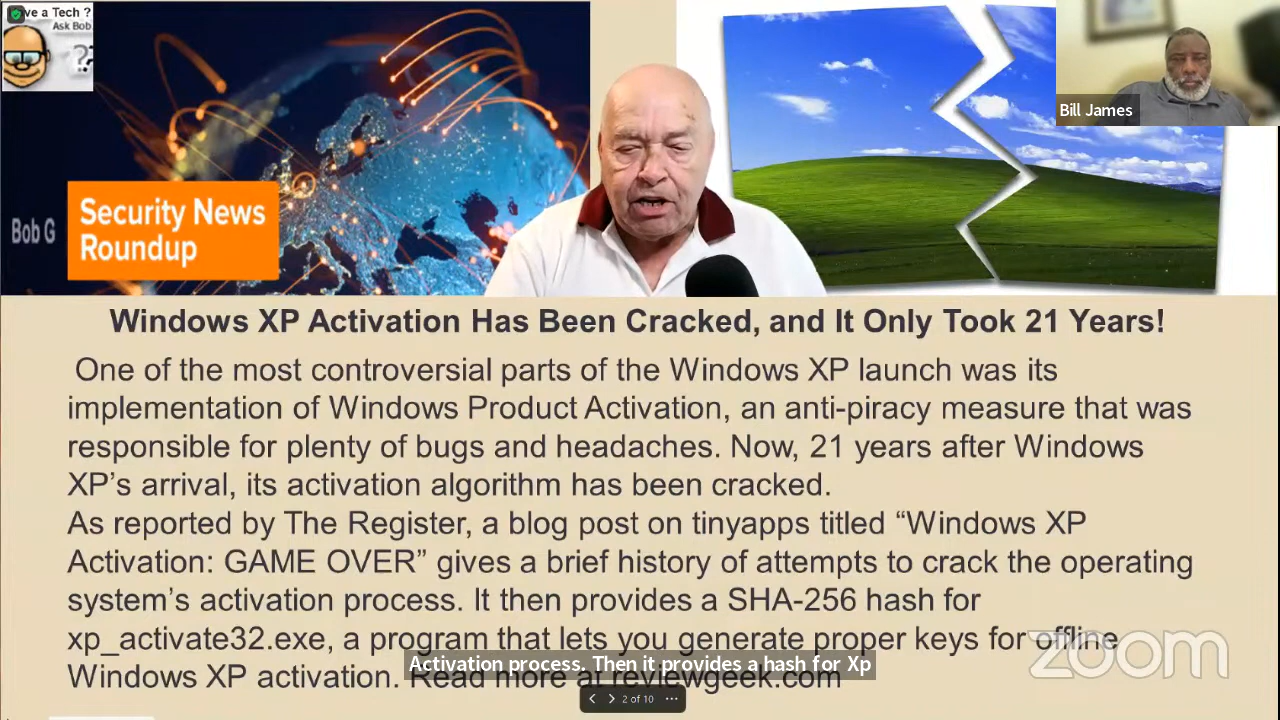 ve a Tech ?
Ask Bob
??
Bill James
Bob G
Security News
Roundup
Windows XP Activation Has Been Cracked, and It Only Took 21 Years!
One of the most controversial parts of the Windows XP launch was its
implementation of Windows Product Activation, an anti-piracy measure that was
responsible for plenty of bugs and headaches. Now, 21 years after Windows
XP’s arrival, its activation algorithm has been cracked.
As reported by The Register, a blog post on tinyapps titled “Windows XP
Activation: GAME OVER” gives a brief history of attempts to crack the operating
system’s activation process. It then provides a SHA-256 hash for
xp_activate32.exe, a program that lets you generate proper keys for offline
Windows XP activation. Read more at reviewgeek.com
zoom
Activation process. Then it provides a hash for Xp
2 of 10